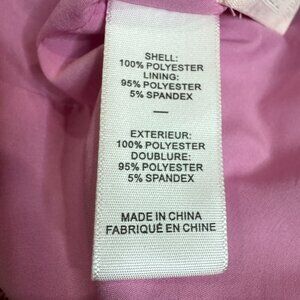 SHELL:
100% POLYESTER
LINING:
95% POLYESTER
5% SPANDEX
—
EXTERIEUR:
100% POLYESTER
DOUBLURE:
95% POLYESTER
5% SPANDEX
MADE IN CHINA
FABRIQUÉ EN CHINE